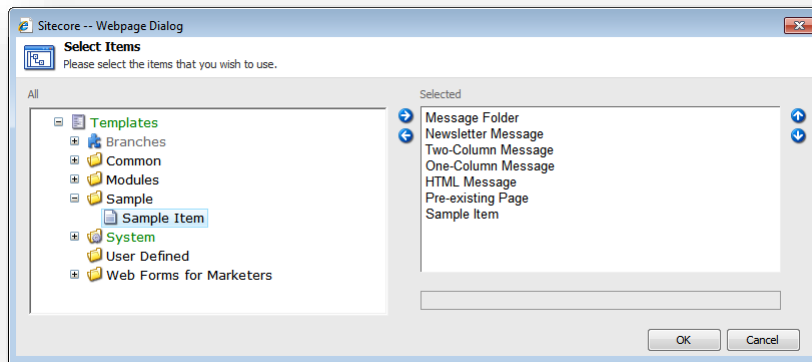 Sitecore -- Webpage Dialog
Select Items
Please select the items that you wish to use.
All
Templates
Branches
Common
Modules
Sample
Sample Item
System
User Defined
Web Forms for Marketers
Selected
Message Folder
Newsletter Message
Two-Column Message
One-Column Message
HTML Message
Pre-existing Page
Sample Item
OK
Cancel